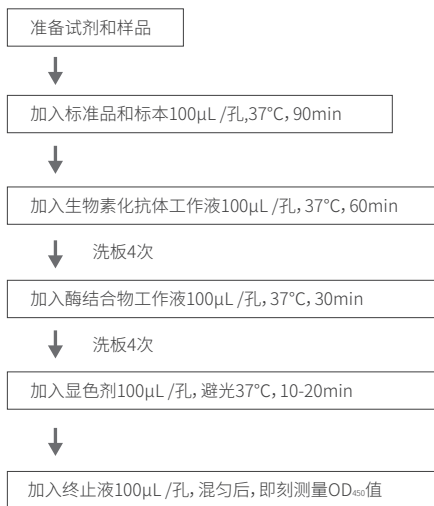 准备试剂和样品
加入标准品和标本100μL /孔,37°C，90min
加入生物素化抗体工作液100μL /孔，37°C，60min
洗板4次
加入酶结合物工作液100μL /孔，37°C，30min
洗板4次
加入显色剂100μL /孔，避光37°C，10-20min
加入终止液100μL /孔，混匀后，即刻测量OD₄₅₀值